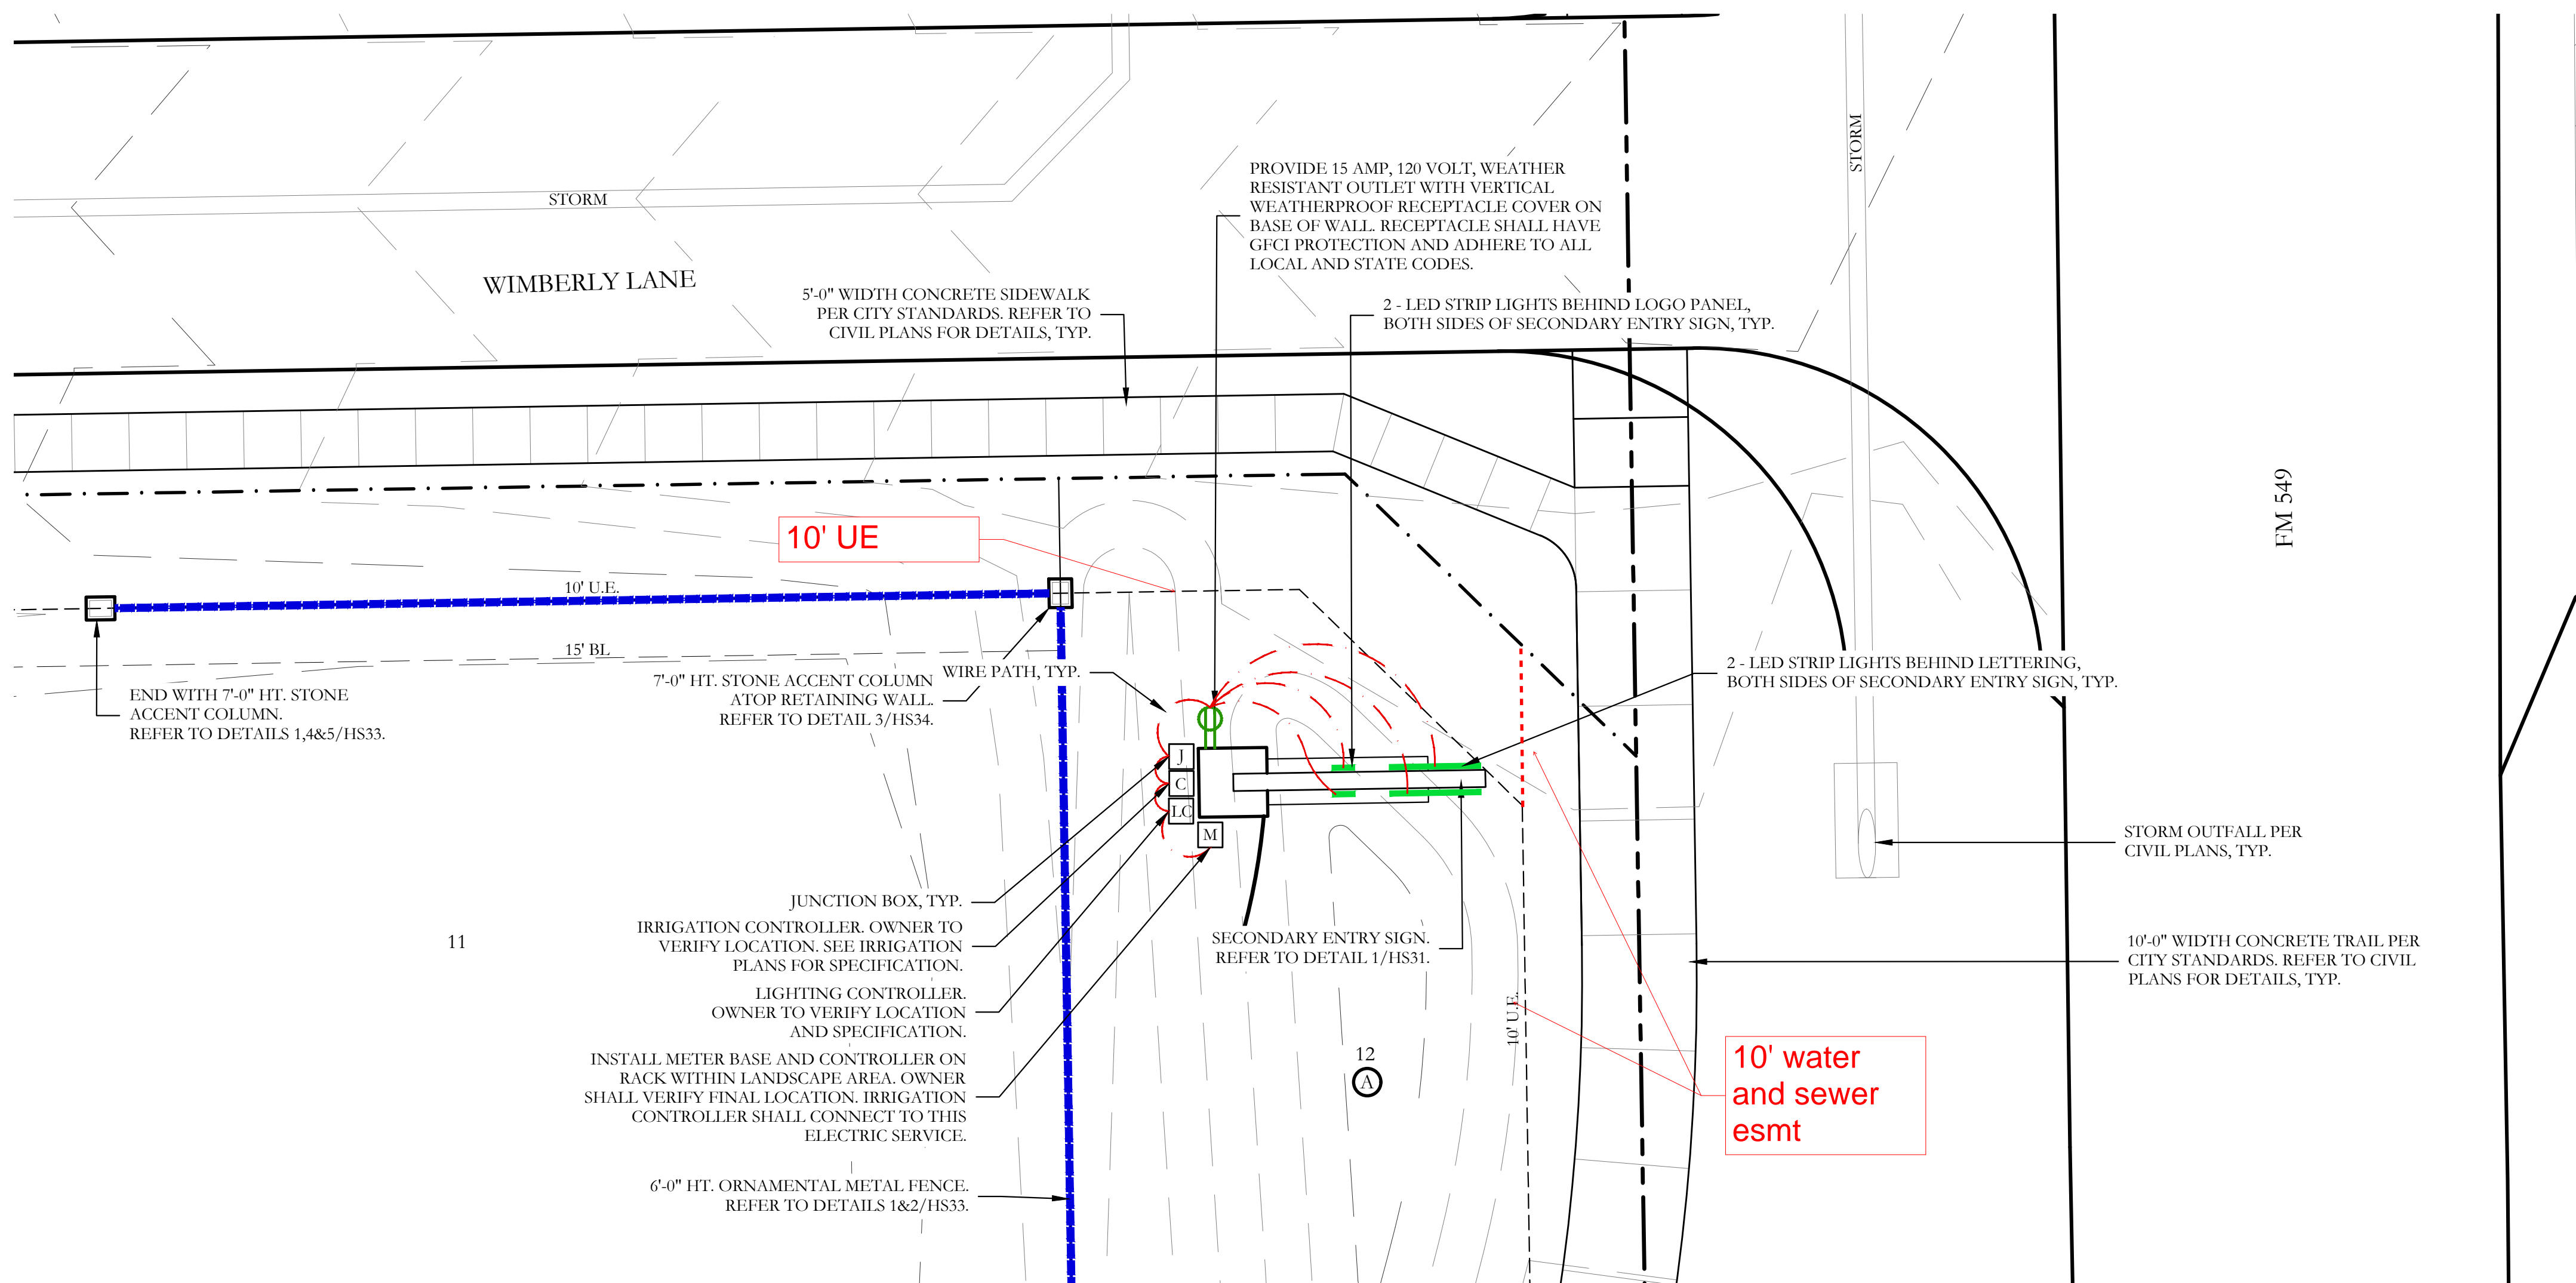 STORM
STORM
WIMBERLY LANE
PROVIDE 15 AMP, 120 VOLT, WEATHER
RESISTANT OUTLET WITH VERTICAL
WEATHERPROOF RECEPTACLE COVER ON
BASE OF WALL. RECEPTACLE SHALL HAVE
GFCI PROTECTION AND ADHERE TO ALL
LOCAL AND STATE CODES.
5'-0" WIDTH CONCRETE SIDEWALK
PER CITY STANDARDS. REFER TO
CIVIL PLANS FOR DETAILS, TYP.
2 - LED STRIP LIGHTS BEHIND LOGO PANEL,
BOTH SIDES OF SECONDARY ENTRY SIGN, TYP.
FM 549
10' UE
10' U.E.
15' BL
WIRE PATH, TYP.
7'-0" HT. STONE ACCENT COLUMN
ATOP RETAINING WALL.
REFER TO DETAIL 3/HS34.
END WITH 7'-0" HT. STONE
ACCENT COLUMN.
REFER TO DETAILS 1,4&5/HS33.
2 - LED STRIP LIGHTS BEHIND LETTERING,
BOTH SIDES OF SECONDARY ENTRY SIGN, TYP.
J
C
LC
M
STORM OUTFALL PER
CIVIL PLANS, TYP.
JUNCTION BOX, TYP.
IRRIGATION CONTROLLER. OWNER TO
VERIFY LOCATION. SEE IRRIGATION
PLANS FOR SPECIFICATION.
SECONDARY ENTRY SIGN.
REFER TO DETAIL 1/HS31.
11
10'-0" WIDTH CONCRETE TRAIL PER
CITY STANDARDS. REFER TO CIVIL
PLANS FOR DETAILS, TYP.
LIGHTING CONTROLLER.
OWNER TO VERIFY LOCATION
AND SPECIFICATION.
10' U.E.
12
A
10' water
and sewer
esmt
INSTALL METER BASE AND CONTROLLER ON
RACK WITHIN LANDSCAPE AREA. OWNER
SHALL VERIFY FINAL LOCATION. IRRIGATION
CONTROLLER SHALL CONNECT TO THIS
ELECTRIC SERVICE.
6'-0" HT. ORNAMENTAL METAL FENCE.
REFER TO DETAILS 1&2/HS33.